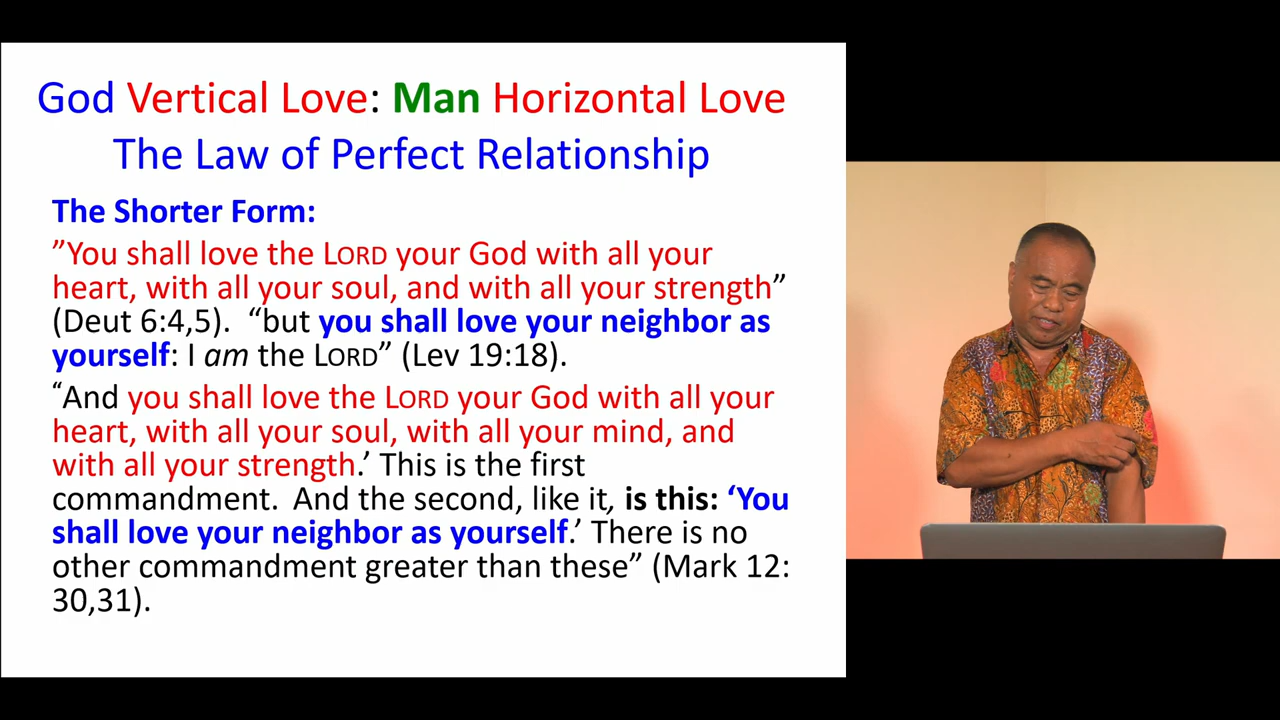 God Vertical Love: Man Horizontal Love
The Law of Perfect Relationship
The Shorter Form:
”You shall love the LORD your God with all your
heart, with all your soul, and with all your strength”
(Deut 6:4,5).  “but you shall love your neighbor as
yourself: I am the LORD” (Lev 19:18).
“And you shall love the LORD your God with all your
heart, with all your soul, with all your mind, and
with all your strength.’ This is the first
commandment.  And the second, like it, is this: ‘You
shall love your neighbor as yourself.’ There is no
other commandment greater than these” (Mark 12:
30,31).